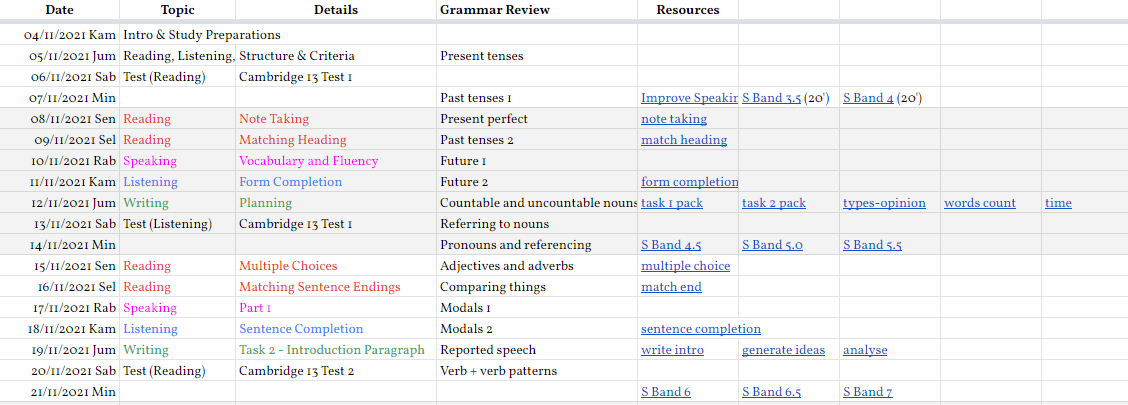 Date Topic Details Grammar Review Resources
04/11/2021 Kam Intro & Study Preparations
05/11/2021 Jum Reading, Listening, Structure & Criteria Present tenses
06/11/2021 Sab Test (Reading) Cambridge 13 Test 1
07/11/2021 Min Past tenses 1 Improve Speakin S Band 3.5 (20') S Band 4 (20')
08/11/2021 Sen Reading Note Taking Present perfect note taking
09/11/2021 Sel Reading Matching Heading Past tenses 2 match heading
10/11/2021 Rab Speaking Vocabulary and Fluency Future 1
11/11/2021 Kam Listening Form Completion Future 2 form completion
12/11/2021 Jum Writing Planning Countable and uncountable nouns task 1 pack task 2 pack types-opinion words count time
13/11/2021 Sab Test (Listening) Cambridge 13 Test 1 Referring to nouns
14/11/2021 Min Pronouns and referencing S Band 4.5 S Band 5.0 S Band 5.5
15/11/2021 Sen Reading Multiple Choices Adjectives and adverbs multiple choice
16/11/2021 Sel Reading Matching Sentence Endings Comparing things match end
17/11/2021 Rab Speaking Part 1 Modals 1
18/11/2021 Kam Listening Sentence Completion Modals 2 sentence completion
19/11/2021 Jum Writing Task 2 - Introduction Paragraph Reported speech write intro generate ideas analyse
20/11/2021 Sab Test (Reading) Cambridge 13 Test 2 Verb + verb patterns
21/11/2021 Min S Band 6 S Band 6.5 S Band 7